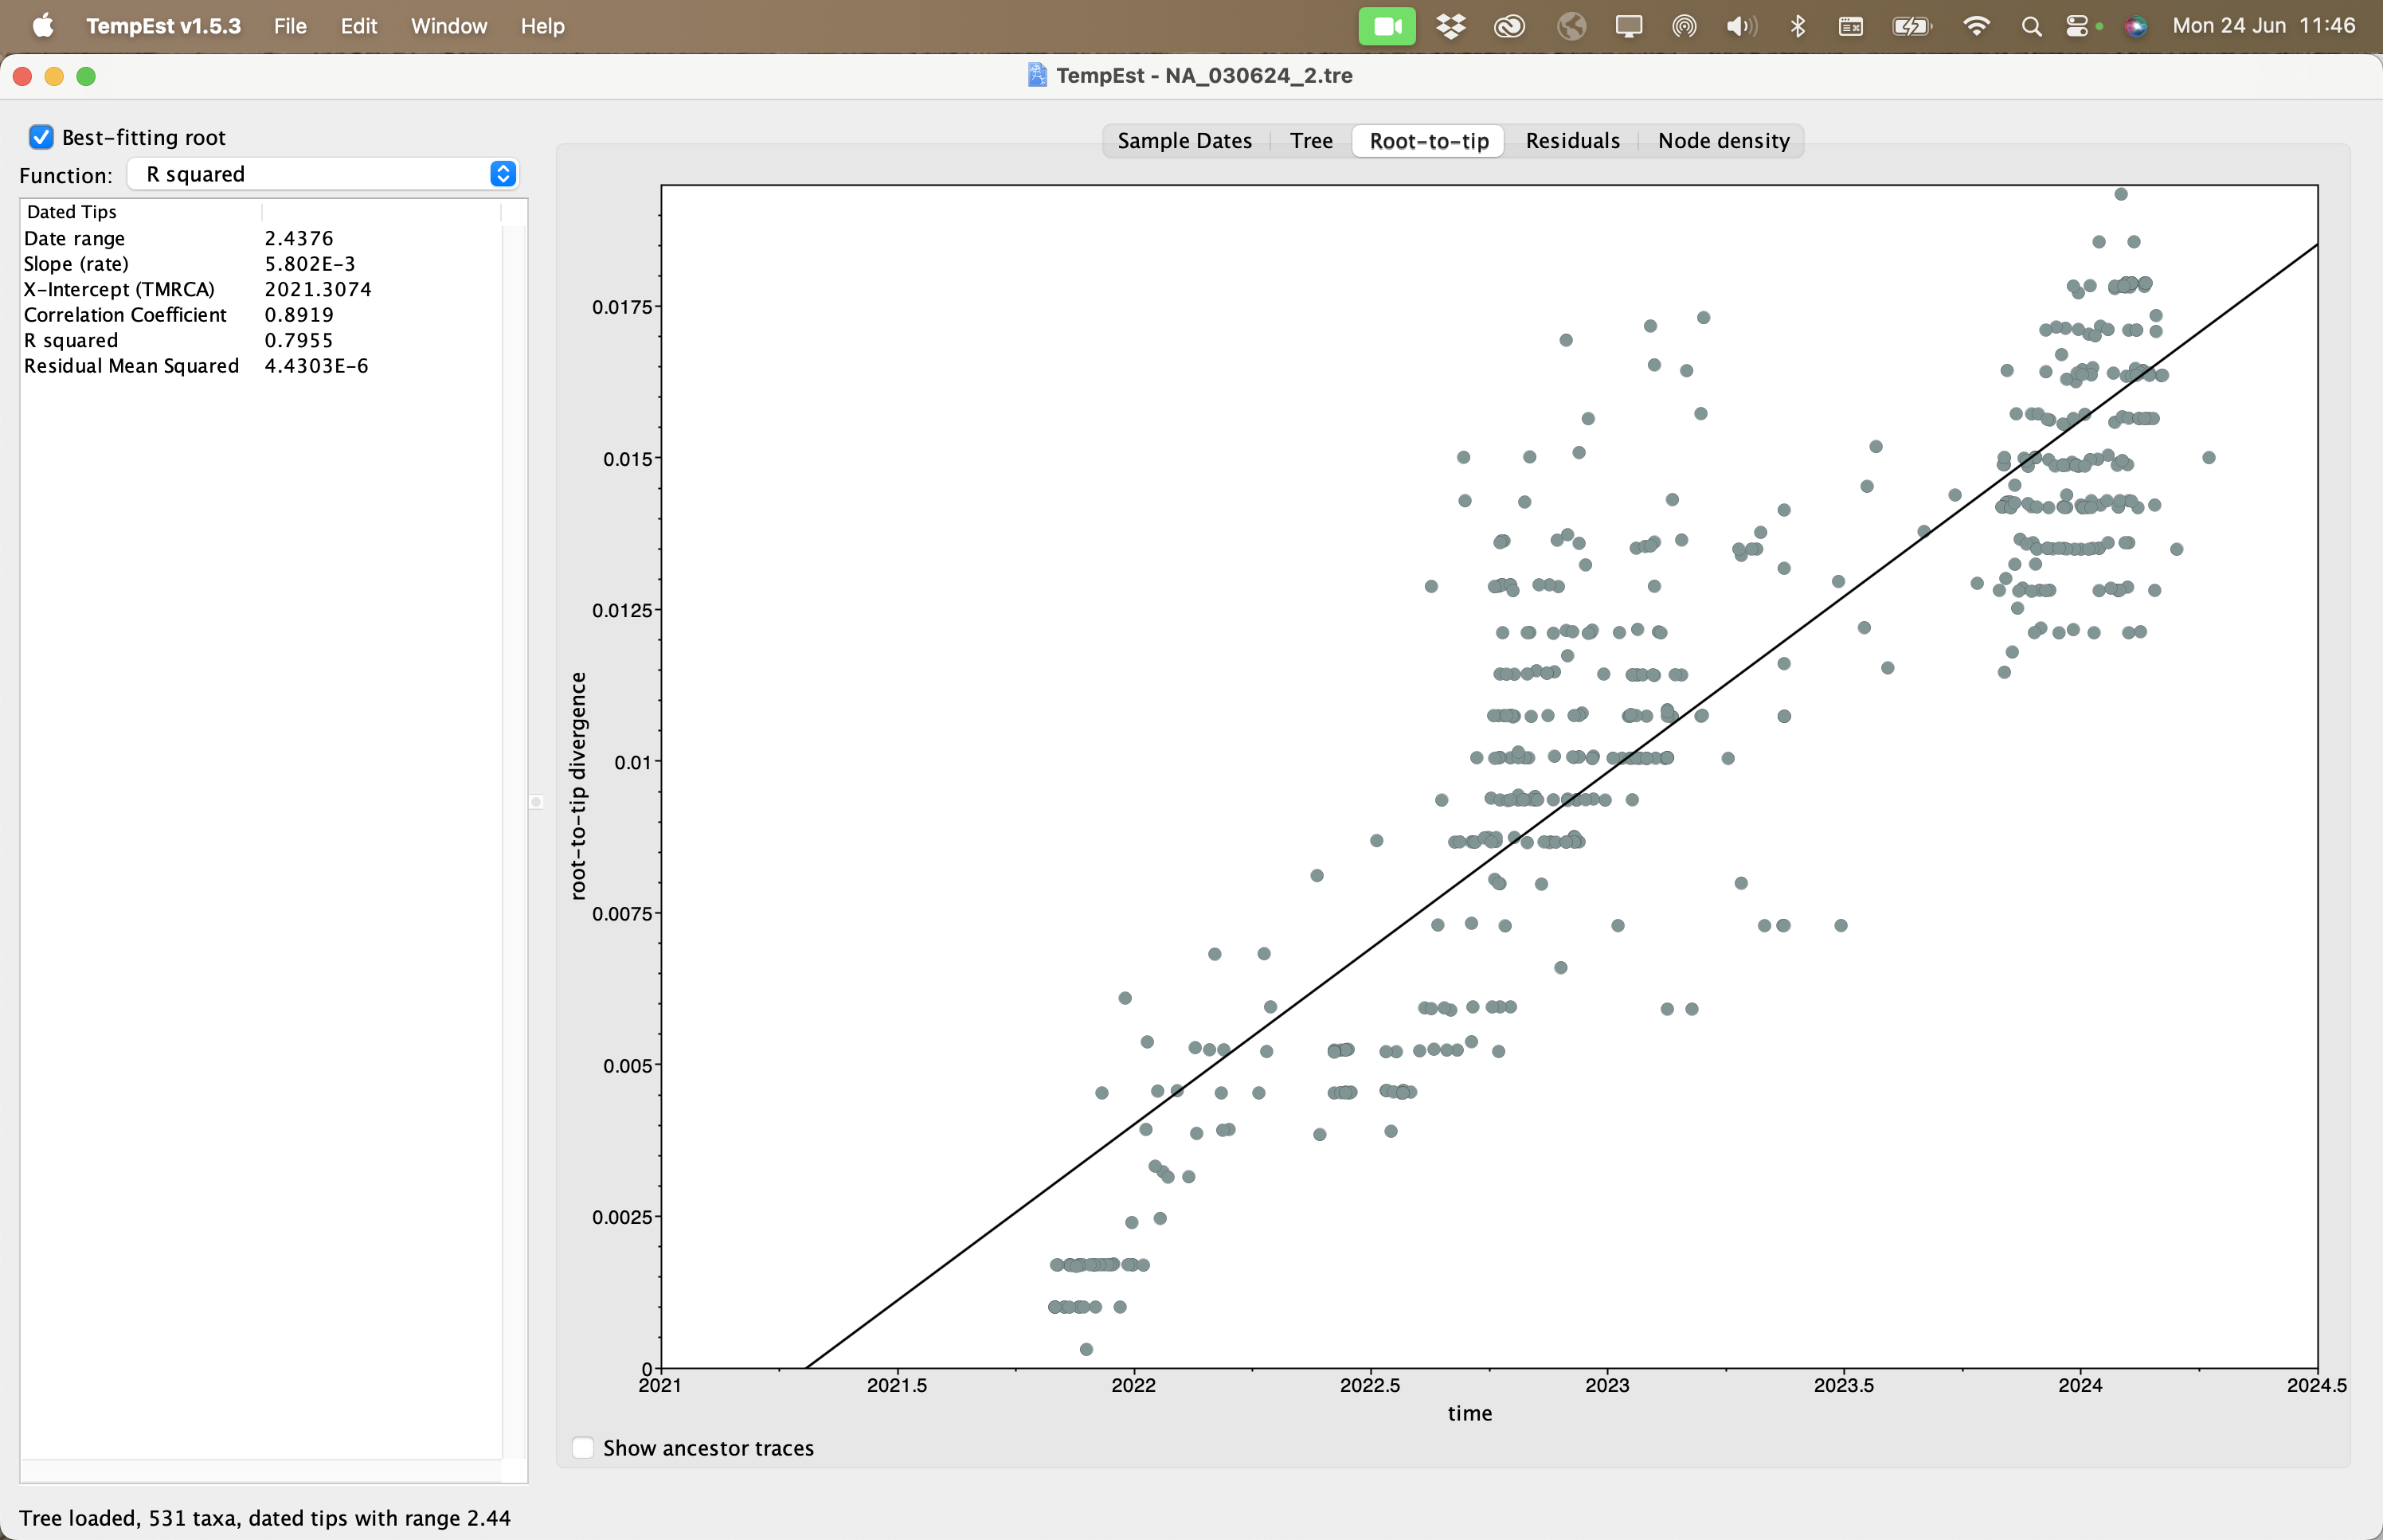 TempEst v1.5.3 File Edit Window Help Mon 24 Jun 11:46
TempEst - NA_030624_2.tre
Best-fitting root
Function: R squared
Dated Tips
Date range 2.4376
Slope (rate) 5.802E-3
X-Intercept (TMRCA) 2021.3074
Correlation Coefficient 0.8919
R squared 0.7955
Residual Mean Squared 4.4303E-6
Sample Dates Tree Root-to-tip Residuals Node density
root-to-tip divergence
0.0175
0.015
0.0125
0.01
0.0075
0.005
0.0025
0
2021 2021.5 2022 2022.5 2023 2023.5 2024 2024.5
time
Show ancestor traces
Tree loaded, 531 taxa, dated tips with range 2.44